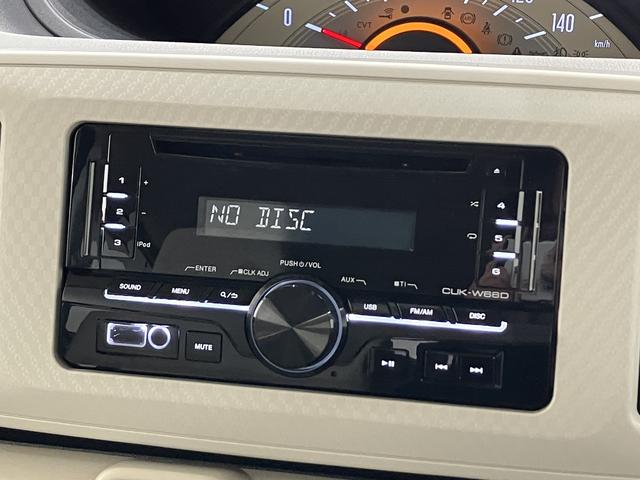 0
CVT
120
140
km/h
1 +
2 -
3 iPod
NO DISC
4
5
6
PUSH /VOL
ENTER
CLK ADJ
AUX
TI
CUK-W68D
SOUND
MENU
USB
FM/AM
DISC
MUTE